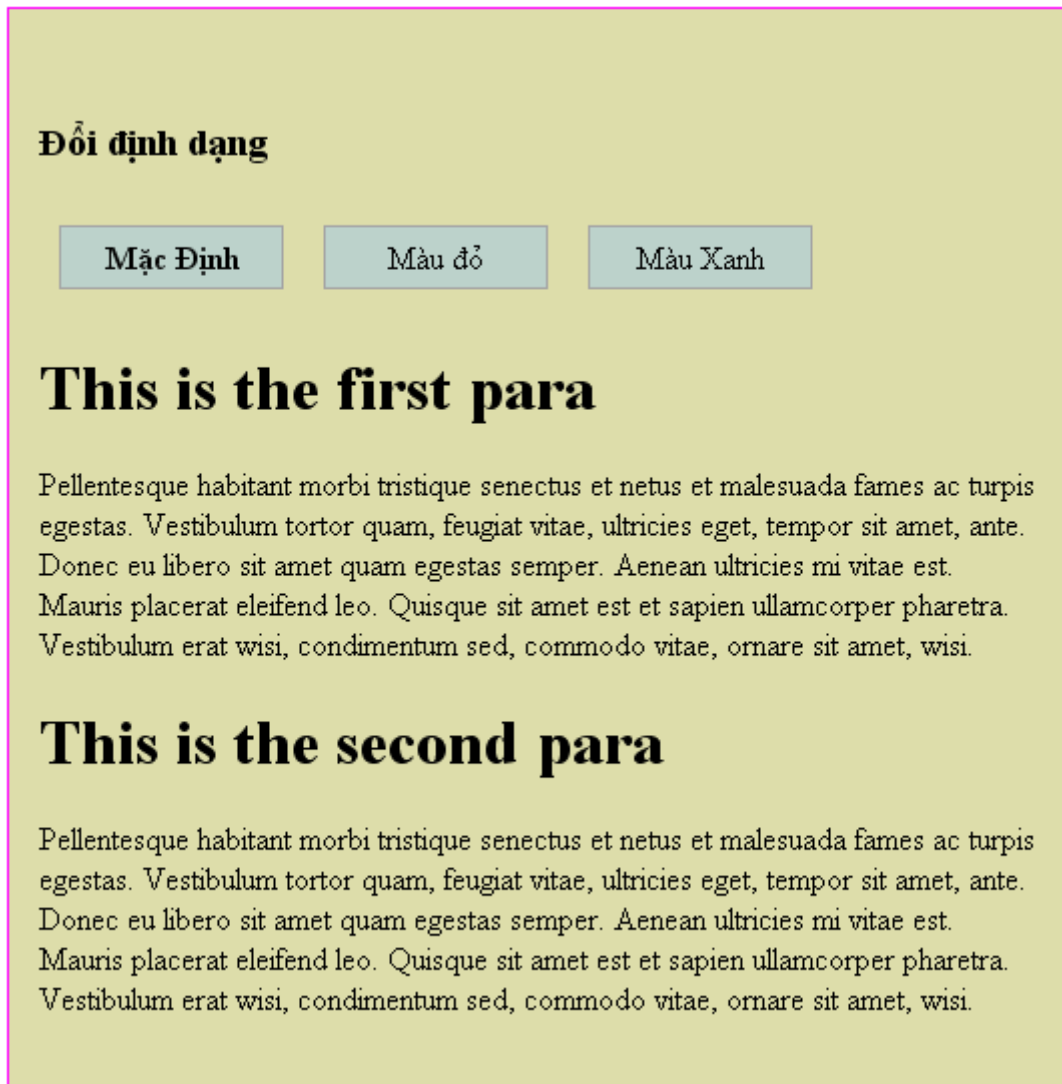 Đổi định dạng
Mặc Định Màu đỏ Màu Xanh
This is the first para
Pellentesque habitant morbi tristique senectus et netus et malesuada fames ac turpis
egestas. Vestibulum tortor quam, feugiat vitae, ultricies eget, tempor sit amet, ante.
Donec eu libero sit amet quam egestas semper. Aenean ultricies mi vitae est.
Mauris placerat eleifend leo. Quisque sit amet est et sapien ullamcorper pharetra.
Vestibulum erat wisi, condimentum sed, commodo vitae, ornare sit amet, wisi.
This is the second para
Pellentesque habitant morbi tristique senectus et netus et malesuada fames ac turpis
egestas. Vestibulum tortor quam, feugiat vitae, ultricies eget, tempor sit amet, ante.
Donec eu libero sit amet quam egestas semper. Aenean ultricies mi vitae est.
Mauris placerat eleifend leo. Quisque sit amet est et sapien ullamcorper pharetra.
Vestibulum erat wisi, condimentum sed, commodo vitae, ornare sit amet, wisi.